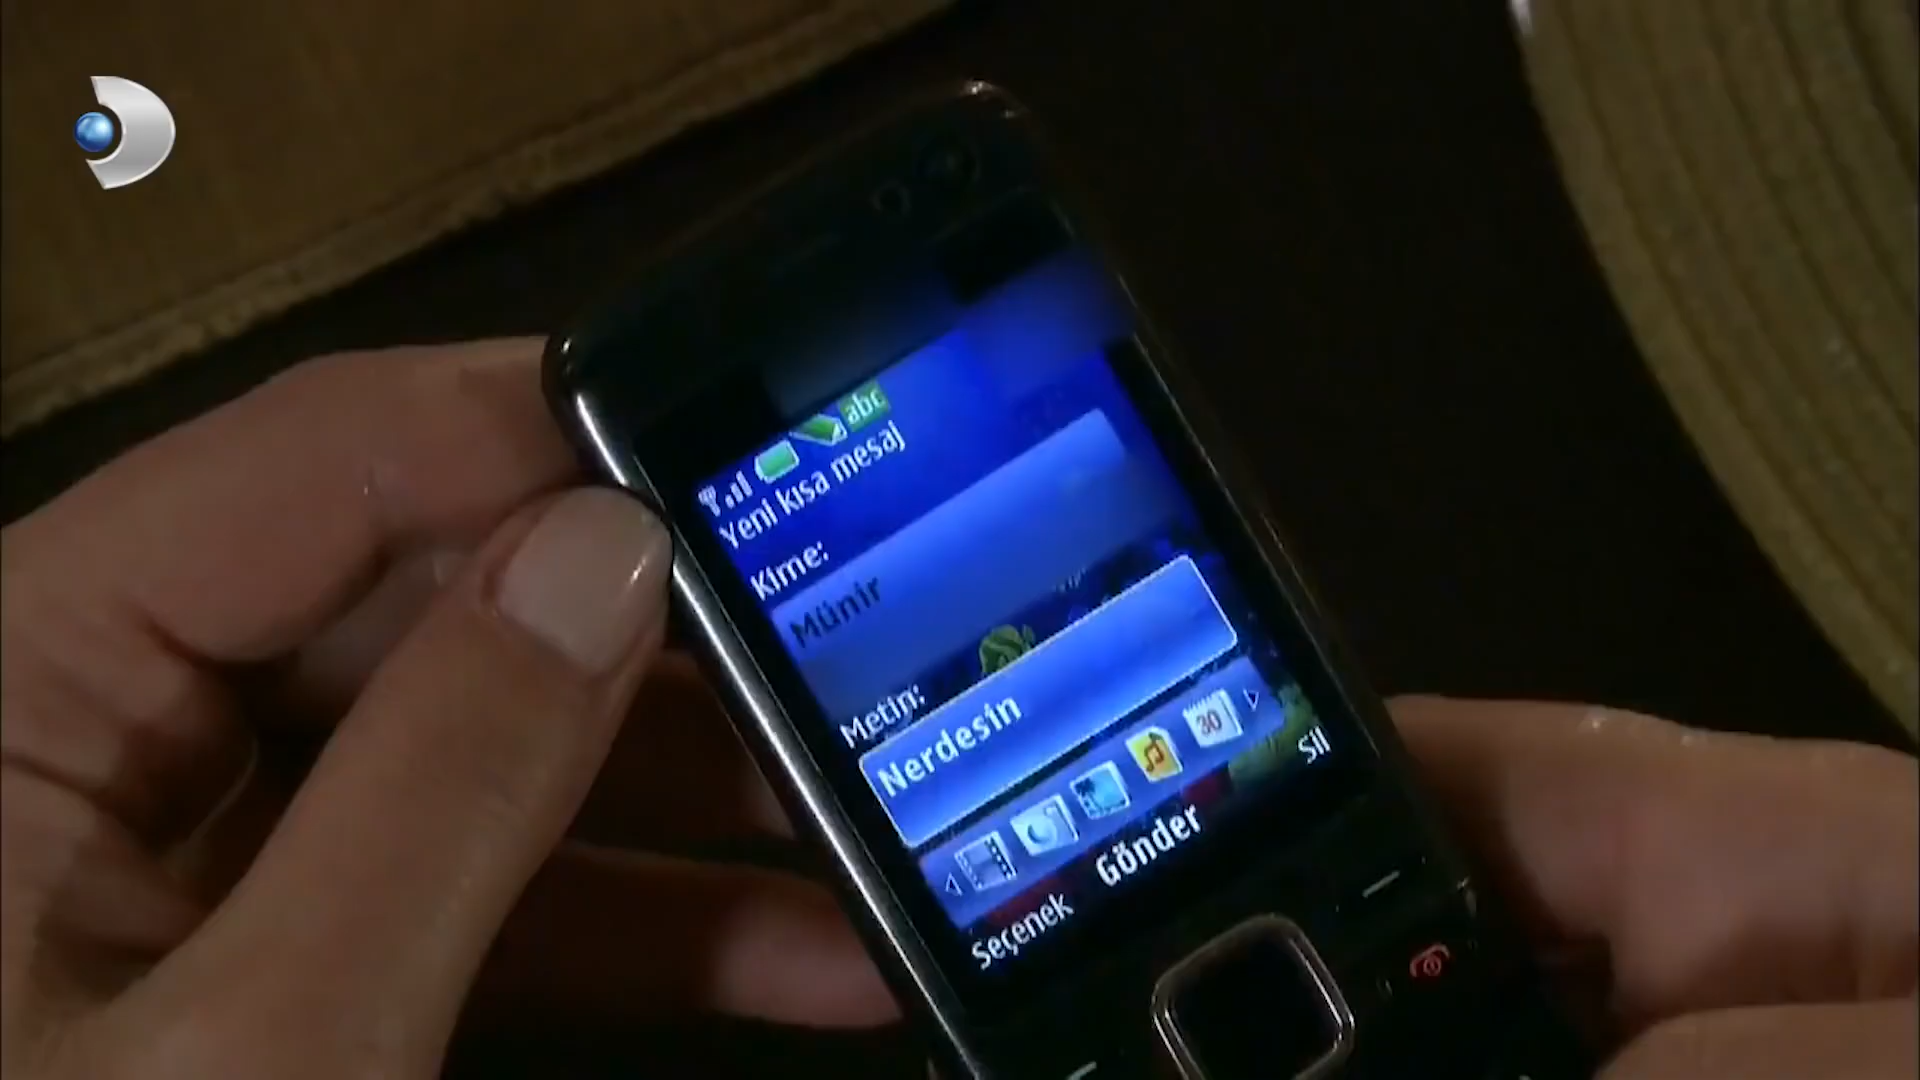 abc
Yeni kısa mesaj
Kime:
Münir
Metin:
Nerdesin
30
Sil
Gönder
Seçenek